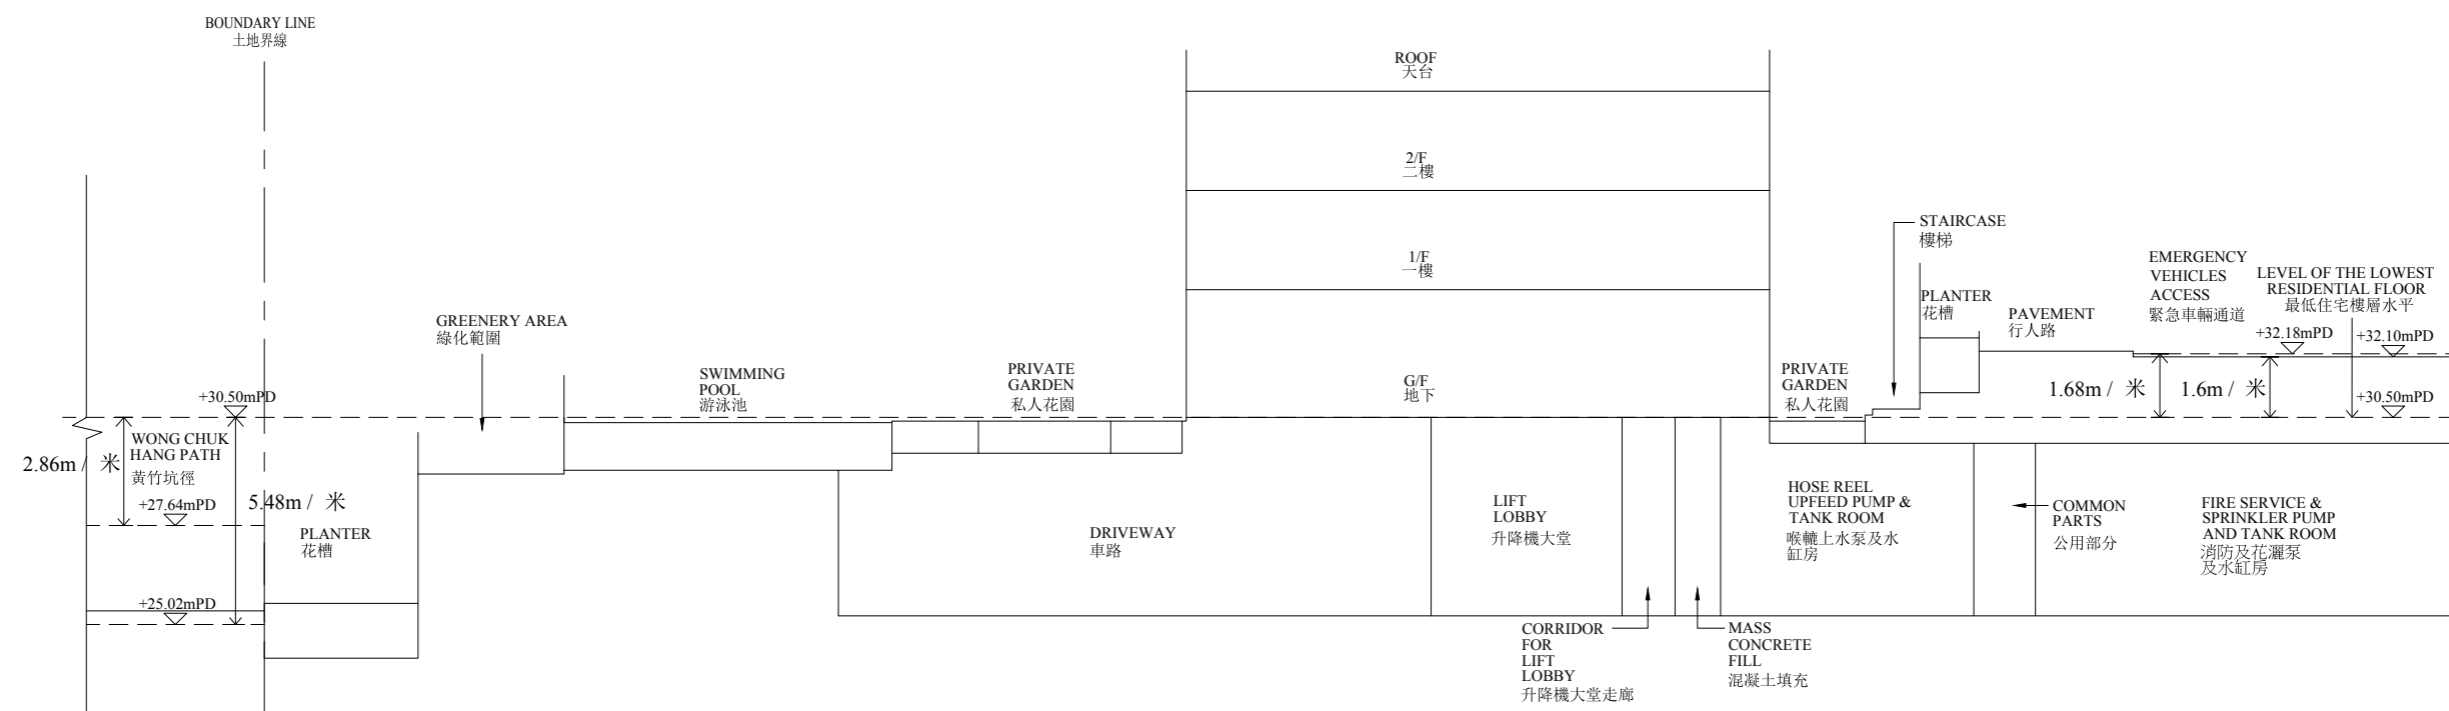 BOUNDARY LINE
土地界線
ROOF
天台
2/F
二樓
1/F
一樓
G/F
地下
STAIRCASE
樓梯
PLANTER
花槽
PAVEMENT
行人路
EMERGENCY
VEHICLES
ACCESS
緊急車輛通道
LEVEL OF THE LOWEST
RESIDENTIAL FLOOR
最低住宅樓層水平
+32.18mPD
+32.10mPD
1.68m / 米
1.6m / 米
+30.50mPD
GREENERY AREA
綠化範圍
SWIMMING
POOL
游泳池
PRIVATE
GARDEN
私人花園
PRIVATE
GARDEN
私人花園
+30.50mPD
WONG CHUK
HANG PATH
黃竹坑徑
2.86m / 米
+27.64mPD
5.48m / 米
+25.02mPD
PLANTER
花槽
DRIVEWAY
車路
LIFT
LOBBY
升降機大堂
HOSE REEL
UPFEED PUMP &
TANK ROOM
喉轆上水泵及水
缸房
COMMON
PARTS
公用部分
FIRE SERVICE &
SPRINKLER PUMP
AND TANK ROOM
消防及花灑泵
及水缸房
CORRIDOR
FOR
LIFT
LOBBY
升降機大堂走廊
MASS
CONCRETE
FILL
混凝土填充